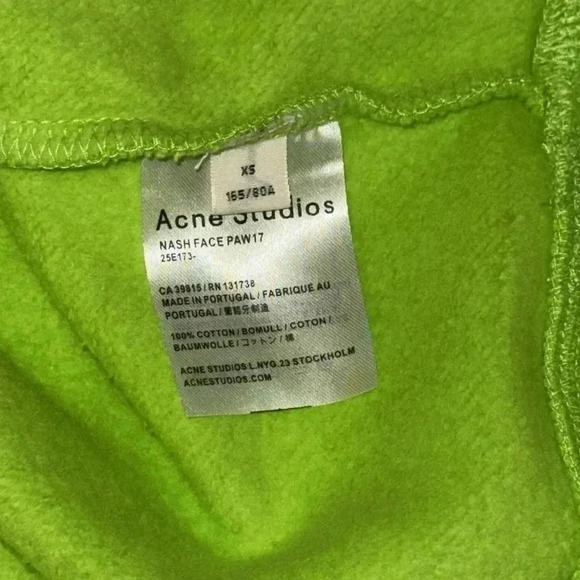 XS
165/80A
Acne Studios
NASH FACE PAW17
25E173-
CA 39815 / RN 131738
MADE IN PORTUGAL / FABRIQUE AU
PORTUGAL / 葡萄牙制造
100% COTTON / BOMULL / COTON /
BAUMWOLLE / コットン / 棉
ACNE STUDIOS L.NYG.23 STOCKHOLM
ACNESTUDIOS.COM